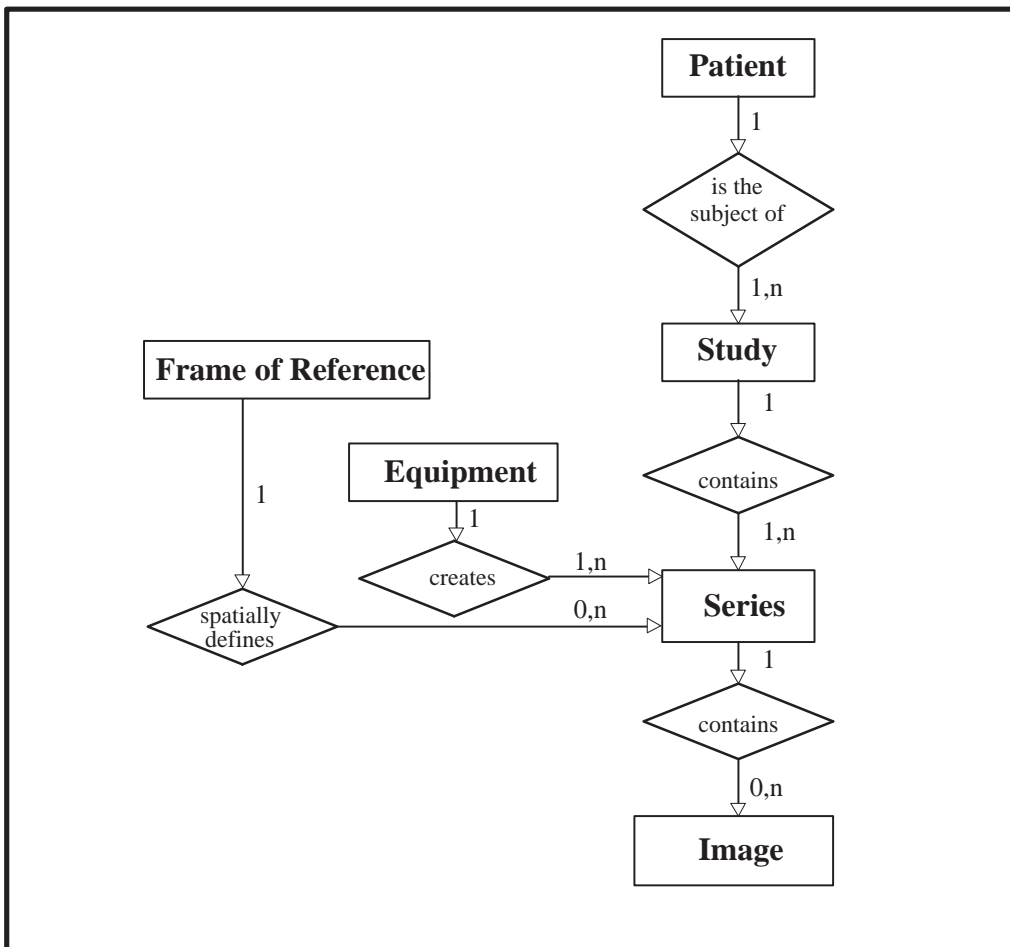 Patient
1
is the
subject of
1,n
Study
Frame of Reference
1
Equipment
contains
1
1
1,n
creates
1,n
Series
0,n
spatially
defines
1
contains
0,n
Image